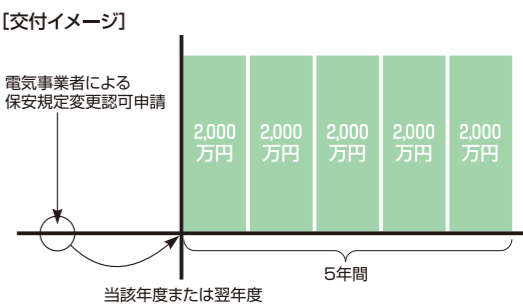 [交付イメージ]
電気事業者による
保安規定変更認可申請
2,000
万円
2,000
万円
2,000
万円
2,000
万円
2,000
万円
5年間
当該年度または翌年度